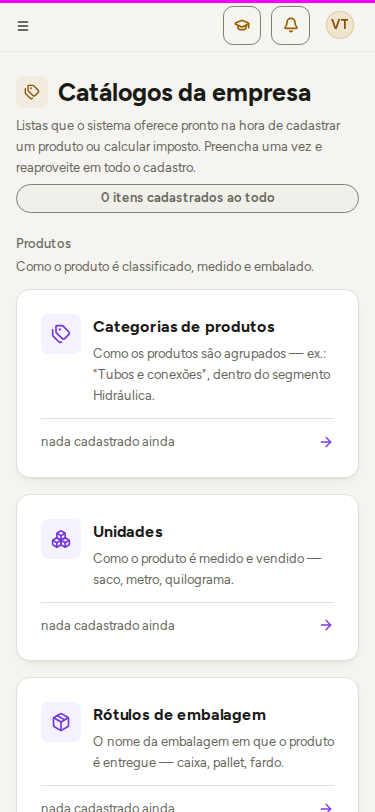 VT
Catálogos da empresa
Listas que o sistema oferece pronto na hora de cadastrar
um produto ou calcular imposto. Preencha uma vez e
reaproveite em todo o cadastro.
0 itens cadastrados ao todo
Produtos
Como o produto é classificado, medido e embalado.
Categorias de produtos
Como os produtos são agrupados — ex.:
"Tubos e conexões", dentro do segmento
Hidráulica.
nada cadastrado ainda
Unidades
Como o produto é medido e vendido —
saco, metro, quilograma.
nada cadastrado ainda
Rótulos de embalagem
O nome da embalagem em que o produto
é entregue — caixa, pallet, fardo.
nada cadastrado ainda